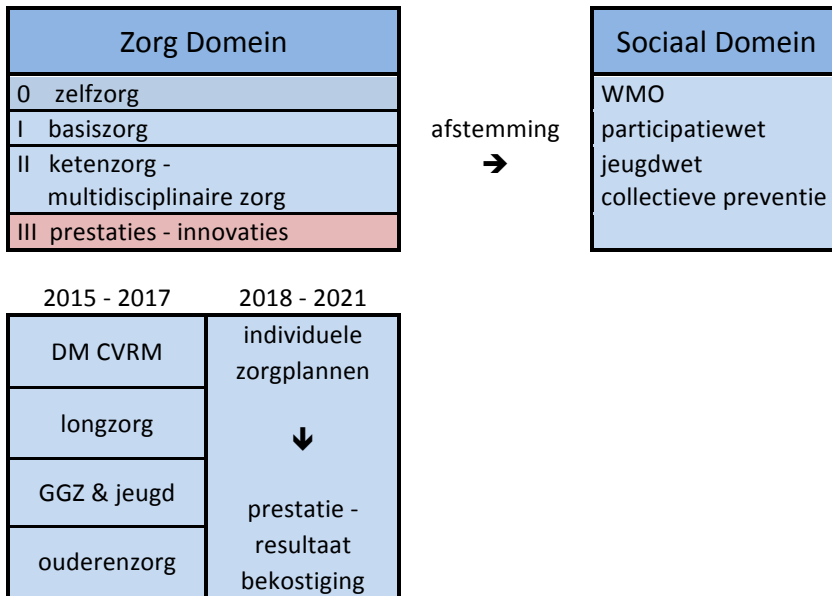 Zorg Domein
0 zelfzorg
I basiszorg
II ketenzorg -
multidisciplinaire zorg
III prestaties - innovaties
afstemming
➔
Sociaal Domein
WMO
participatiewet
jeugdwet
collectieve preventie
2015 - 2017
2018 - 2021
DM CVRM
longzorg
GGZ & jeugd
ouderenzorg
individuele
zorgplannen
prestatie -
resultaat
bekostiging